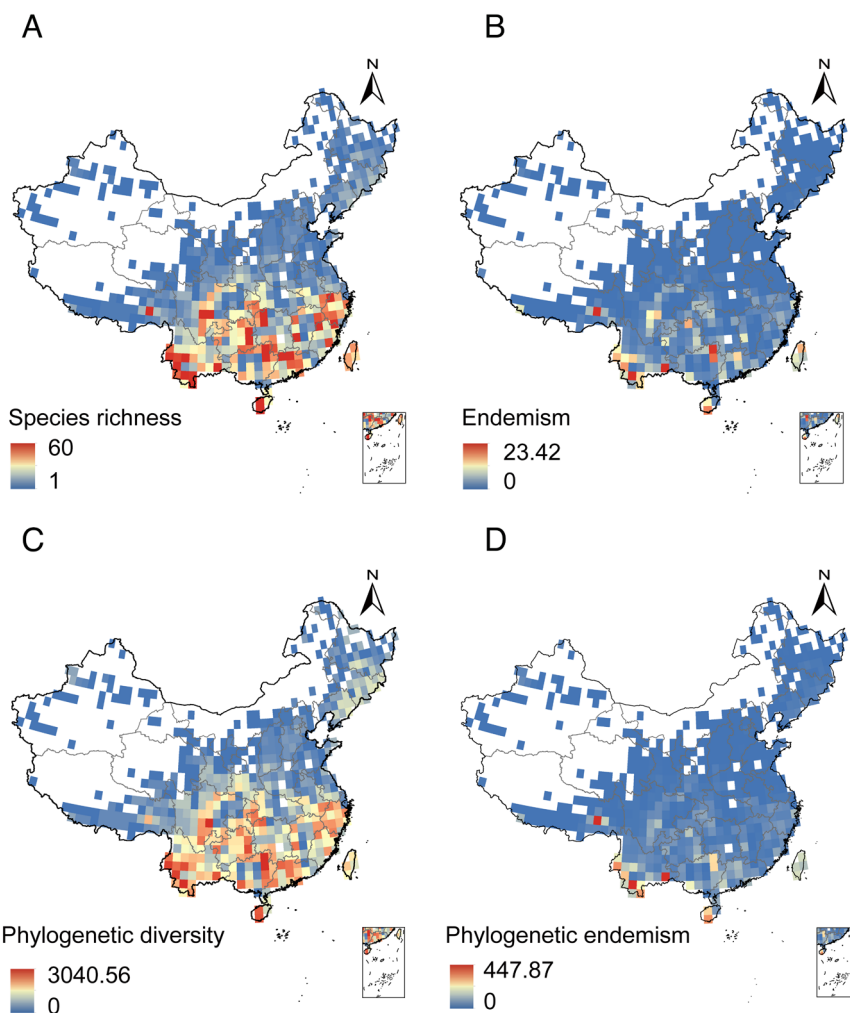 A
B
N
N
Species richness
60
1
Endemism
23.42
0
C
D
N
N
Phylogenetic diversity
3040.56
0
Phylogenetic endemism
447.87
0